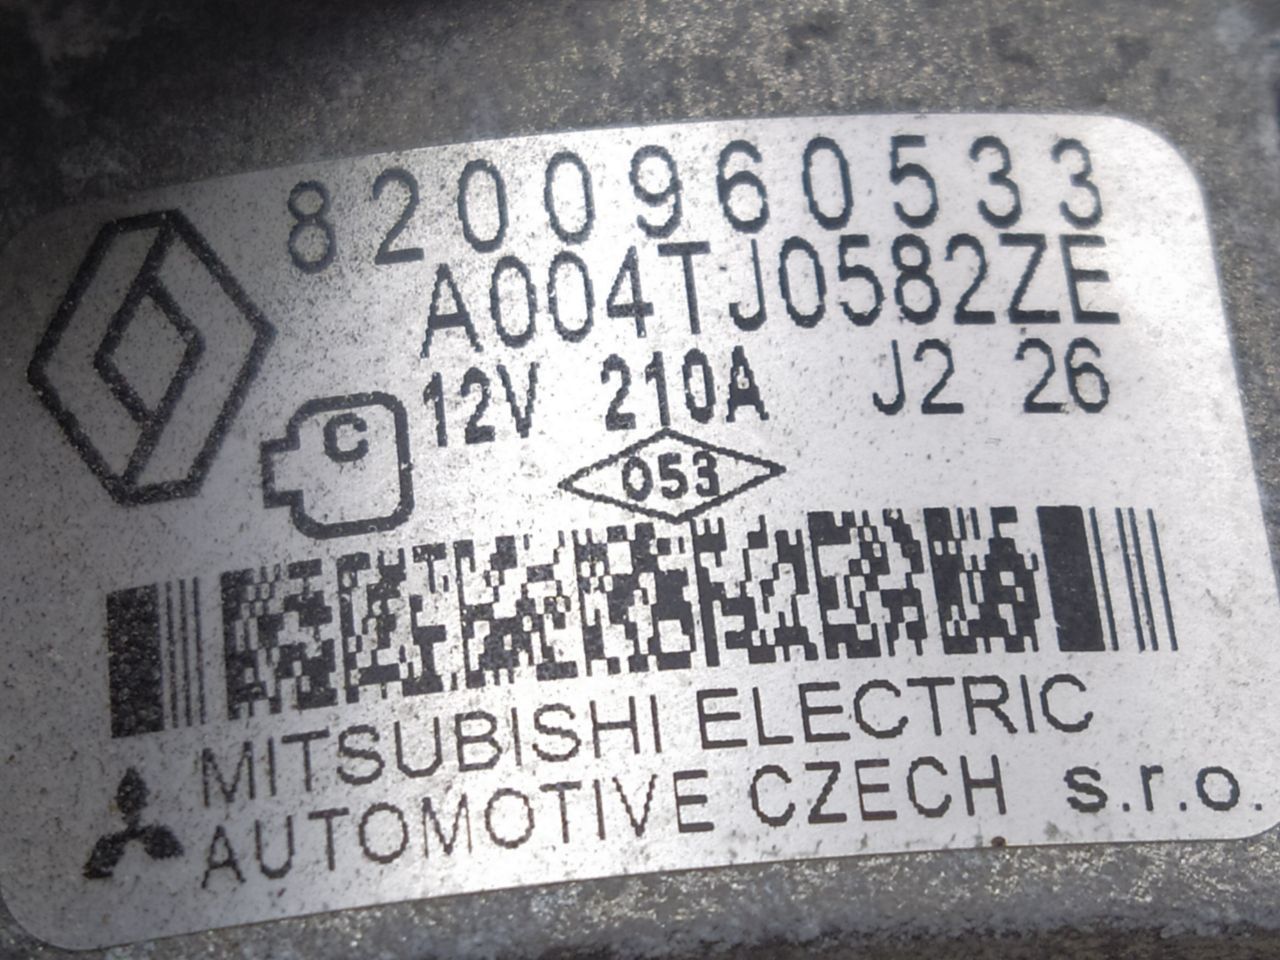 8200960533
A004TJ0582ZE
C
12V 210A J2 26
053
MITSUBISHI ELECTRIC
AUTOMOTIVE CZECH s.r.o.